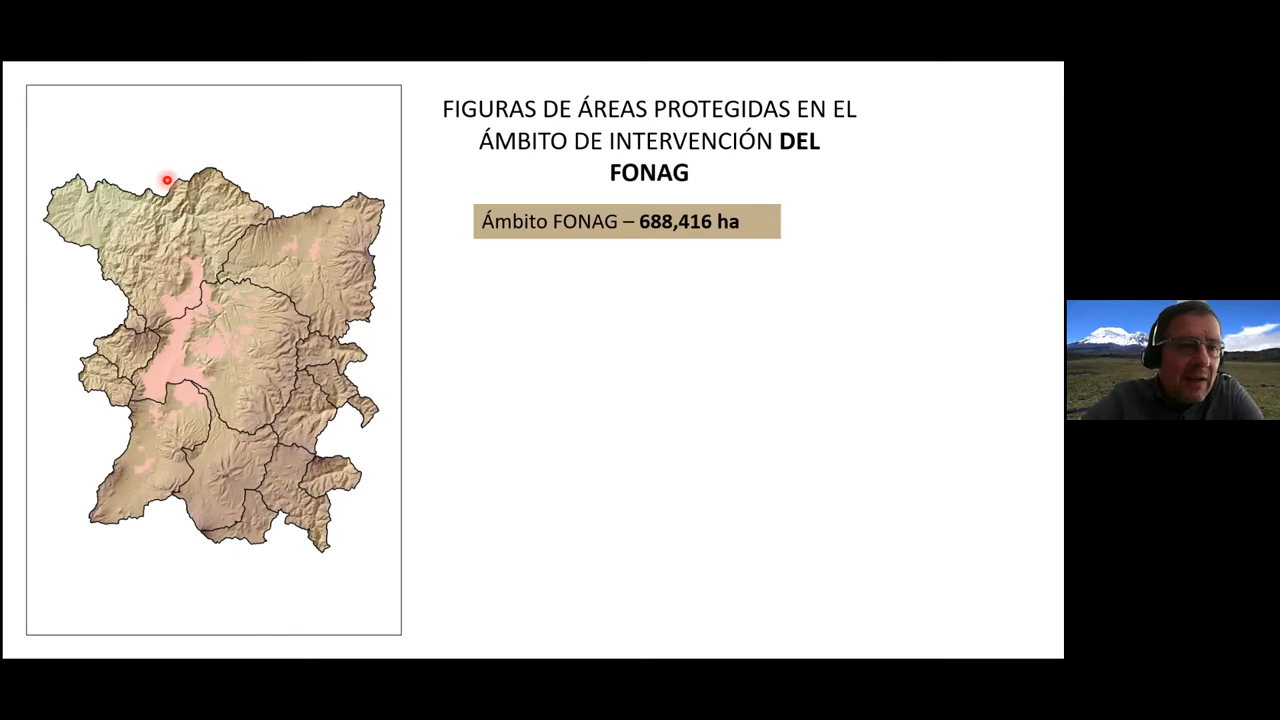 FIGURAS DE ÁREAS PROTEGIDAS EN EL
ÁMBITO DE INTERVENCIÓN DEL
FONAG
Ámbito FONAG – 688,416 ha